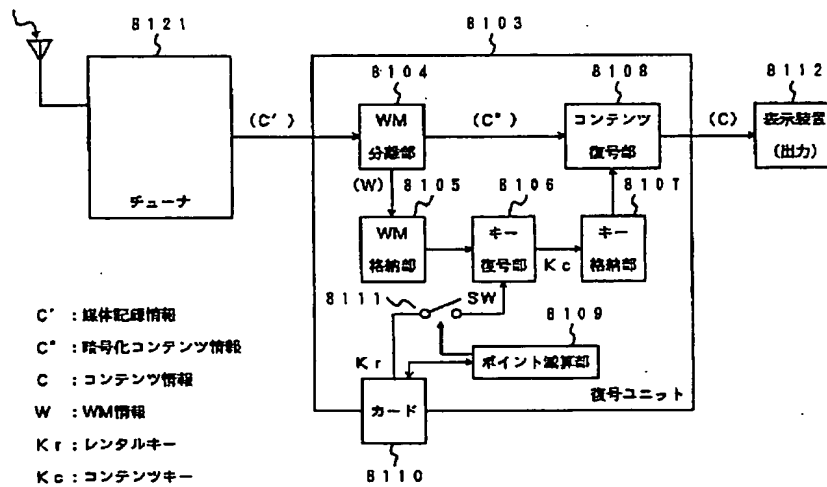 8121
8103
8104
8108
8112
(C')
WM
分離部
(C")
コンテンツ
復号部
(C)
表示装置
(出力)
チューナ
(W)
8105
8106
8107
WM
格納部
キー
復号部
Kc
キー
格納部
8111
SW
8109
Kr
ポイント減算部
復号ユニット
カード
8110
C' : 媒体記録情報
C" : 暗号化コンテンツ情報
C : コンテンツ情報
W : WM情報
Kr : レンタルキー
Kc : コンテンツキー